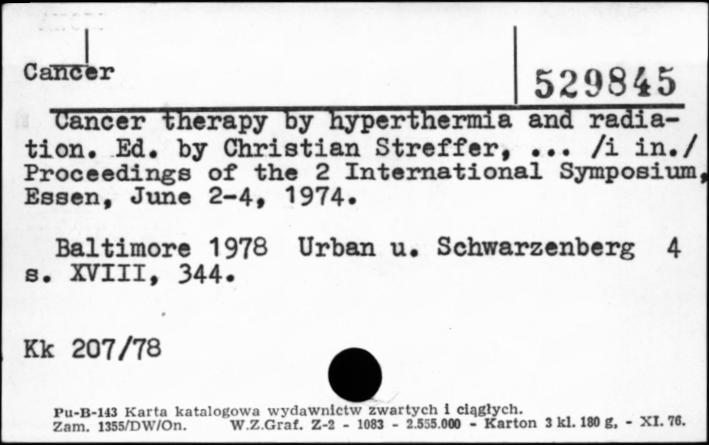 Cancer
529845
Cancer therapy by hyperthermia and radia-
tion. Ed. by Christian Streffer, ... /i in./
Proceedings of the 2 International Symposium,
Essen, June 2-4, 1974.
Baltimore 1978 Urban u. Schwarzenberg 4
s. XVIII, 344.
Kk 207/78
Pu-B-143 Karta katalogowa wydawnictw zwartych i ciągłych.
Zam. 1355/DW/On. W.Z.Graf. Z-2 - 1083 - 2.555.000 - Karton 3 kl. 180 g. - XI. 76.